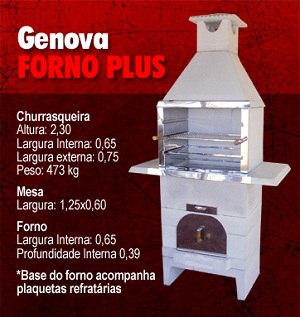 Genova
FORNO PLUS
Churrasqueira
Altura: 2,30
Largura Interna: 0,65
Largura externa: 0,75
Peso: 473 kg
Mesa
Largura: 1,25x0,60
Forno
Largura Interna: 0,65
Profundidade Interna 0,39
*Base do forno acompanha
plaquetas refratárias